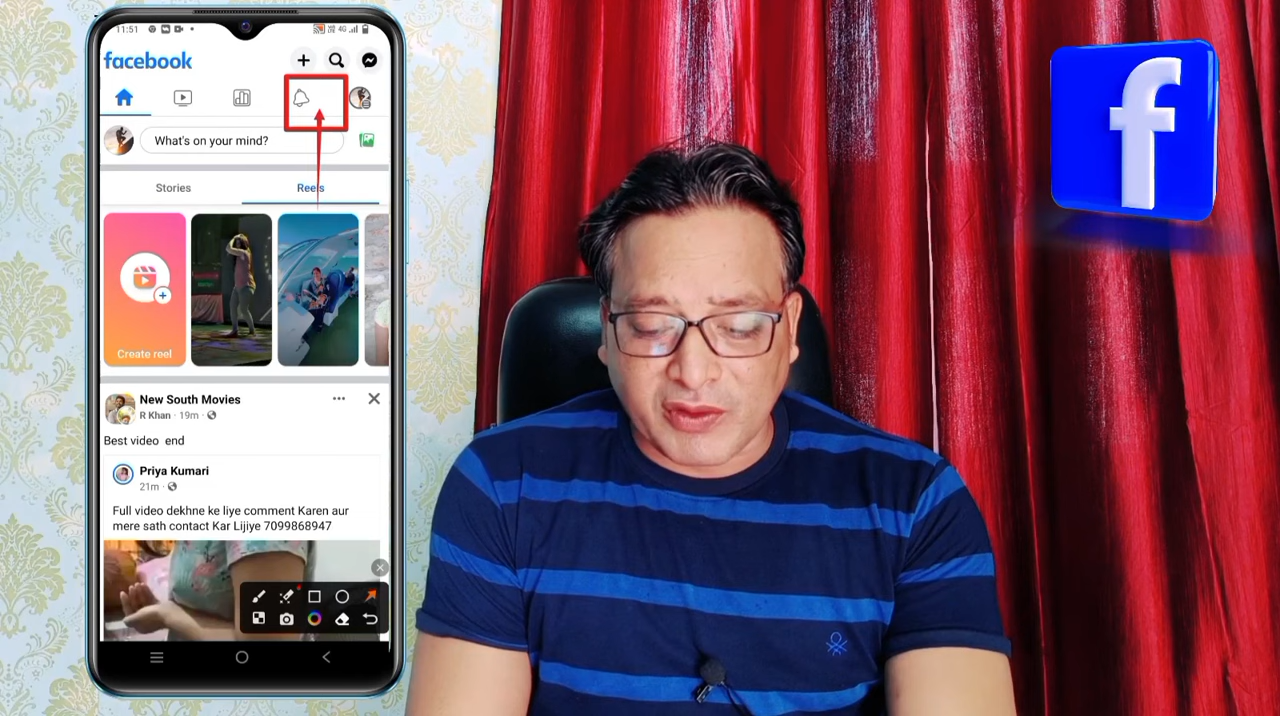 11:51
4G
facebook
What's on your mind?
Stories
Reels
Create reel
New South Movies
R Khan · 19m ·
Best video end
Priya Kumari
21m ·
Full video dekhne ke liye comment Karen aur
mere sath contact Kar Lijiye 7099868947
f